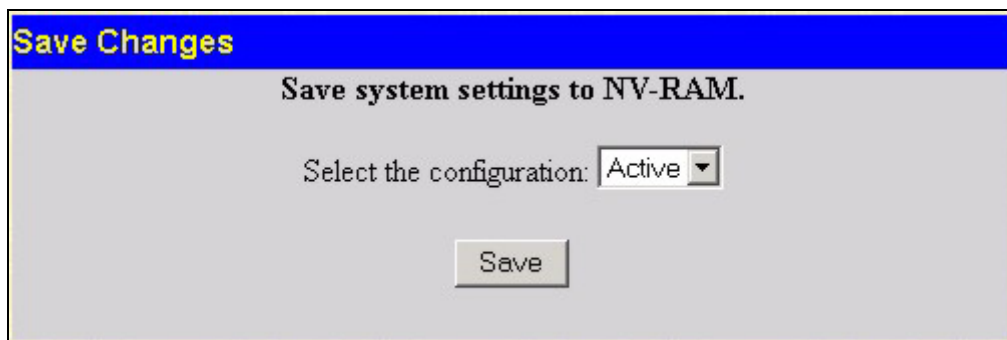 Save Changes
Save system settings to NV-RAM.
Select the configuration: Active
Save